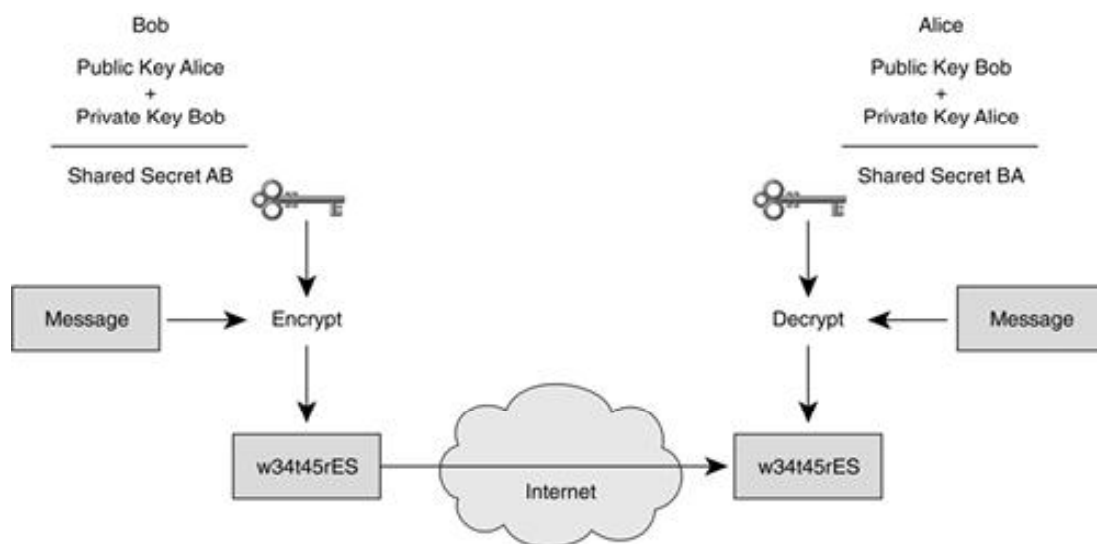 Bob
Public Key Alice
+
Private Key Bob
Shared Secret AB
Alice
Public Key Bob
+
Private Key Alice
Shared Secret BA
Message
Encrypt
Decrypt
Message
w34t45rES
Internet
w34t45rES